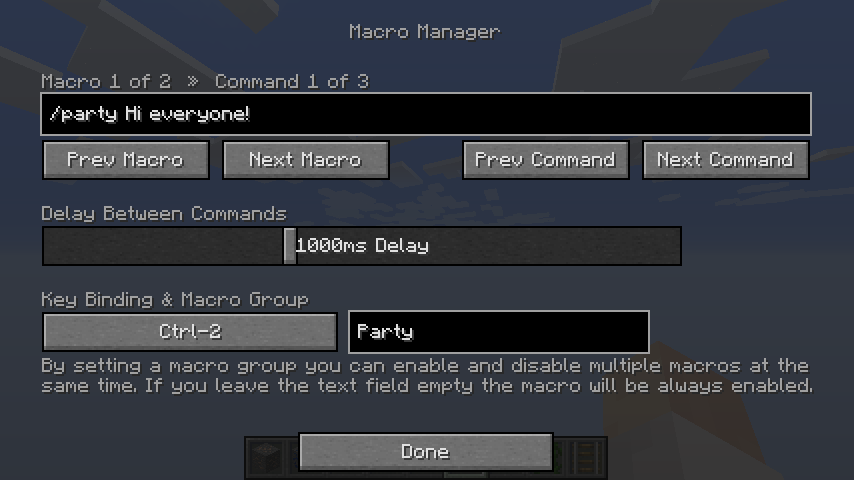 Macro Manager
Macro 1 of 2 » Command 1 of 3
/party Hi everyone!
Prev Macro Next Macro Prev Command Next Command
Delay Between Commands
1000ms Delay
Key Binding & Macro Group
Ctrl-2 Party
By setting a macro group you can enable and disable multiple macros at the
same time. If you leave the text field empty the macro will be always enabled.
Done